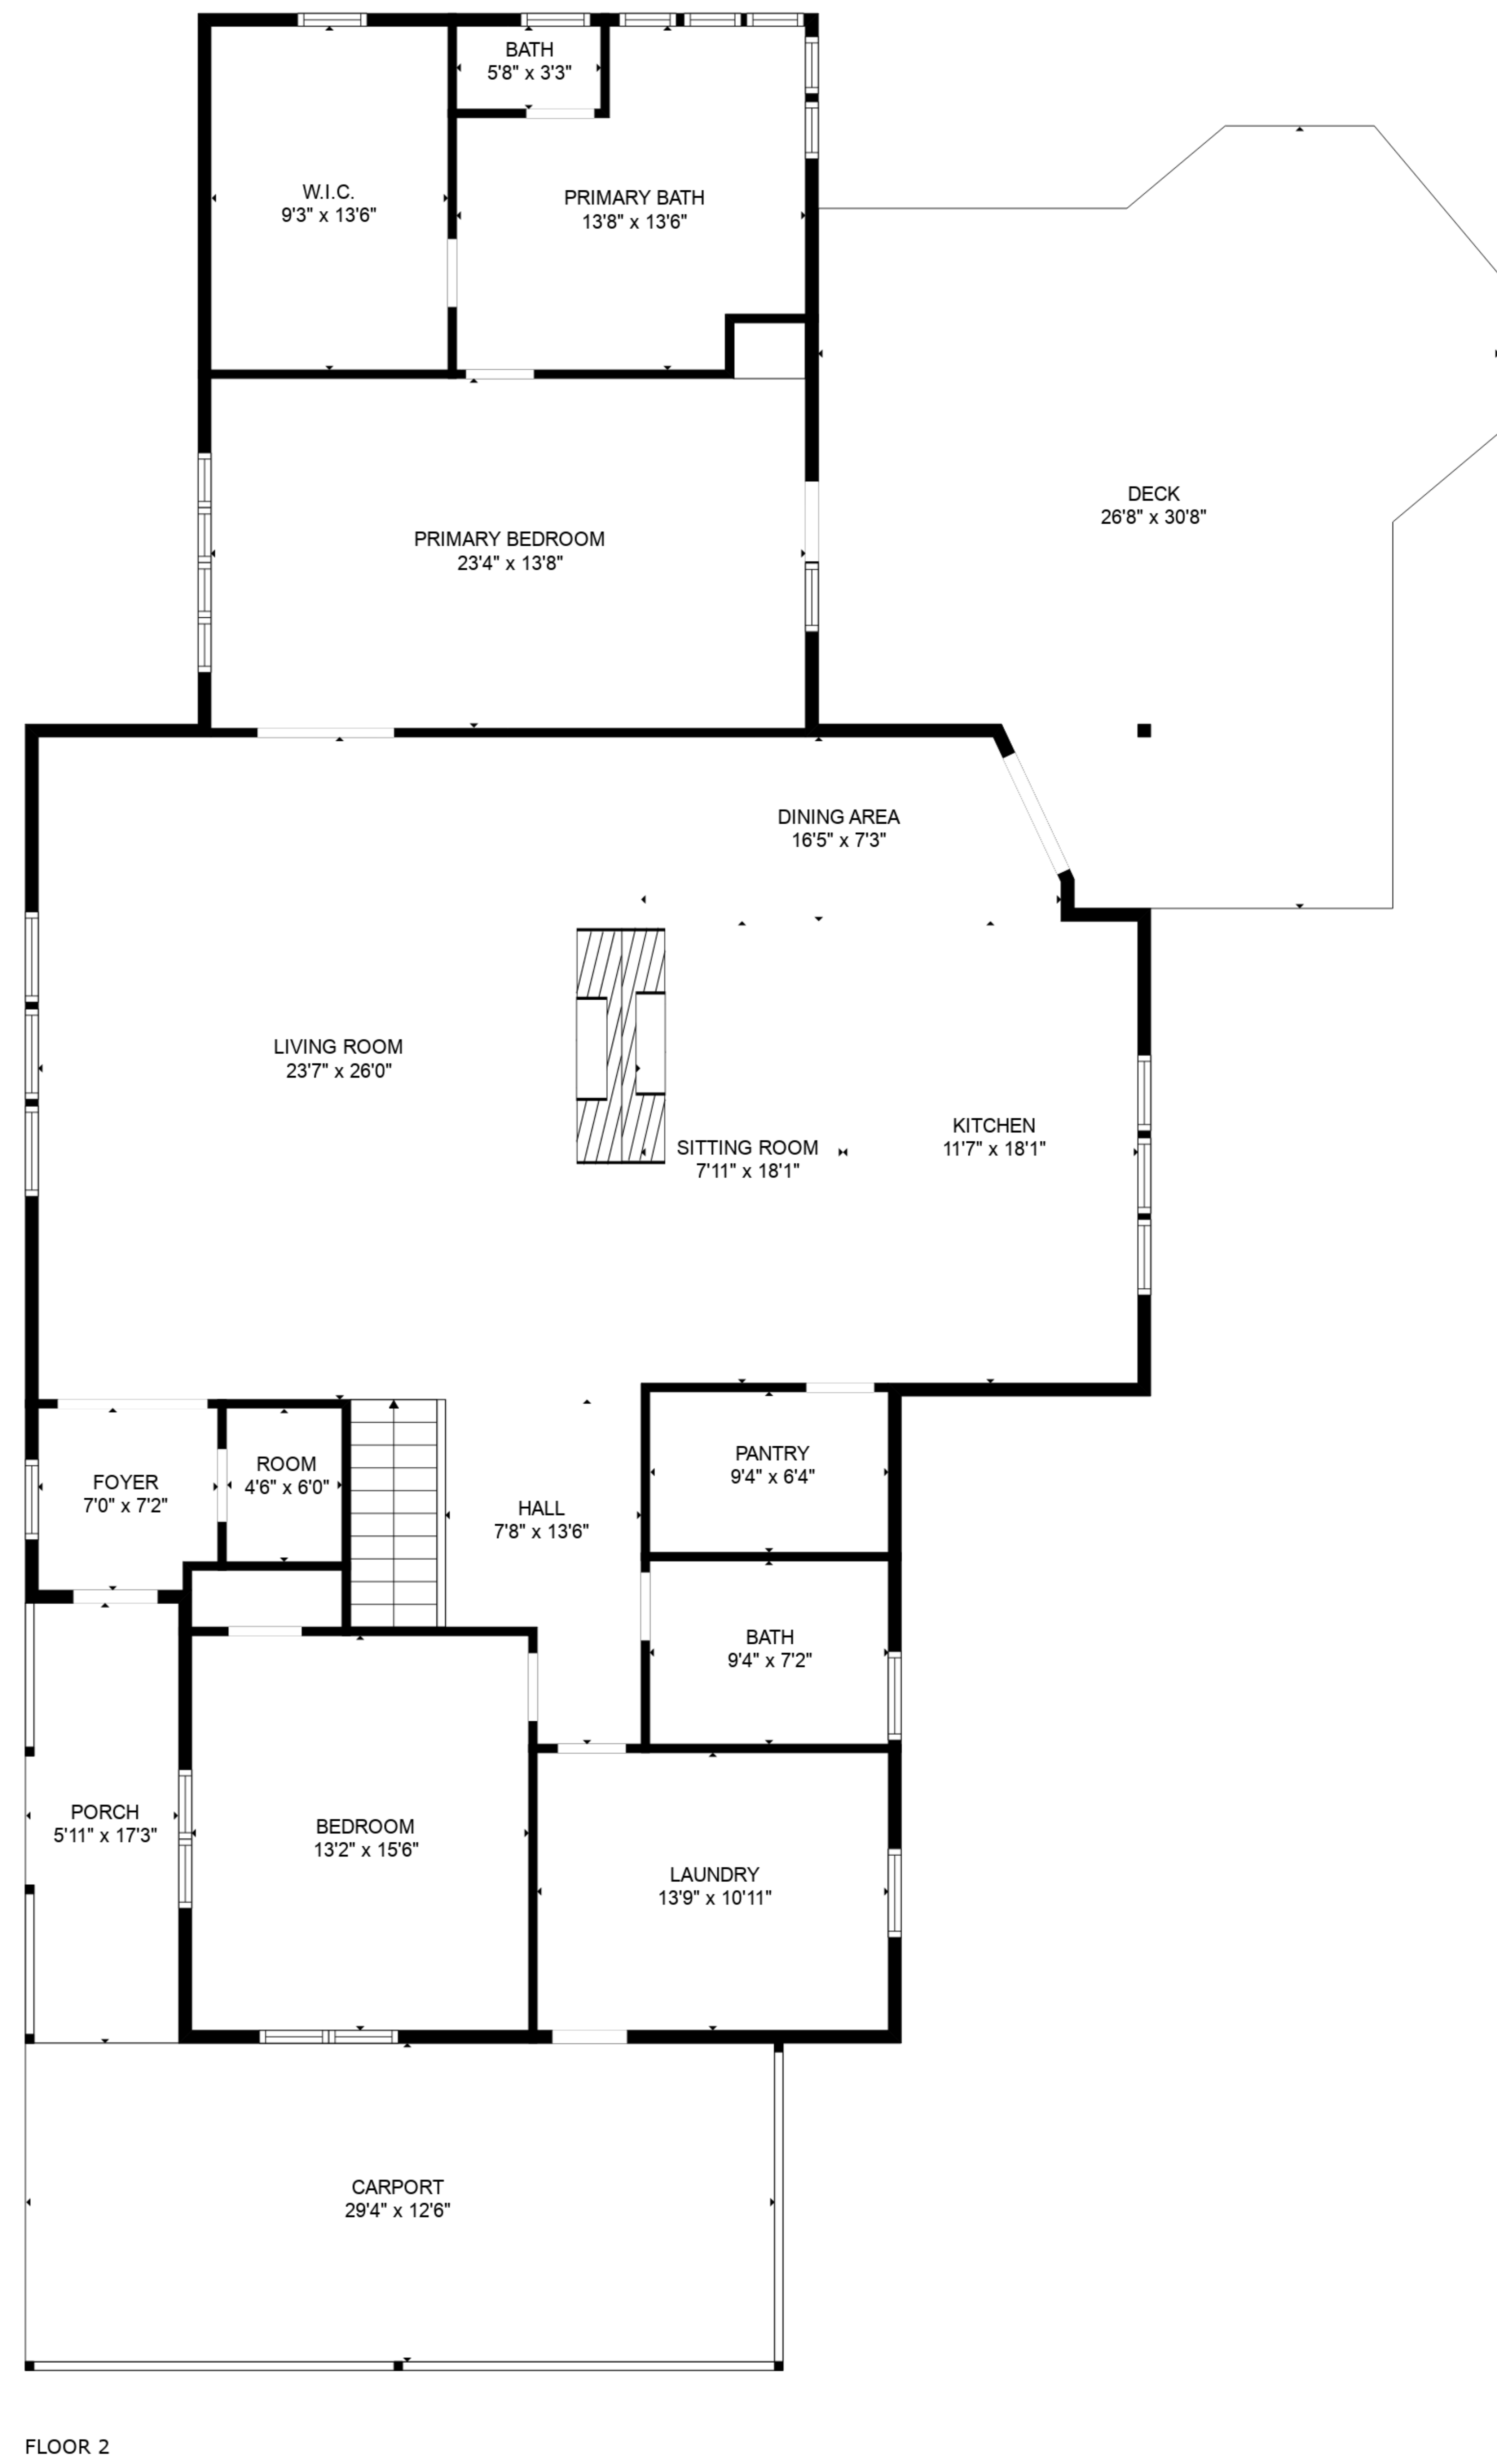 BATH
5'8" x 3'3"
W.I.C.
9'3" x 13'6"
PRIMARY BATH
13'8" x 13'6"
DECK
26'8" x 30'8"
PRIMARY BEDROOM
23'4" x 13'8"
DINING AREA
16'5" x 7'3"
LIVING ROOM
23'7" x 26'0"
SITTING ROOM
7'11" x 18'1"
KITCHEN
11'7" x 18'1"
FOYER
7'0" x 7'2"
ROOM
4'6" x 6'0"
HALL
7'8" x 13'6"
PANTRY
9'4" x 6'4"
BATH
9'4" x 7'2"
PORCH
5'11" x 17'3"
BEDROOM
13'2" x 15'6"
LAUNDRY
13'9" x 10'11"
CARPORT
29'4" x 12'6"
FLOOR 2